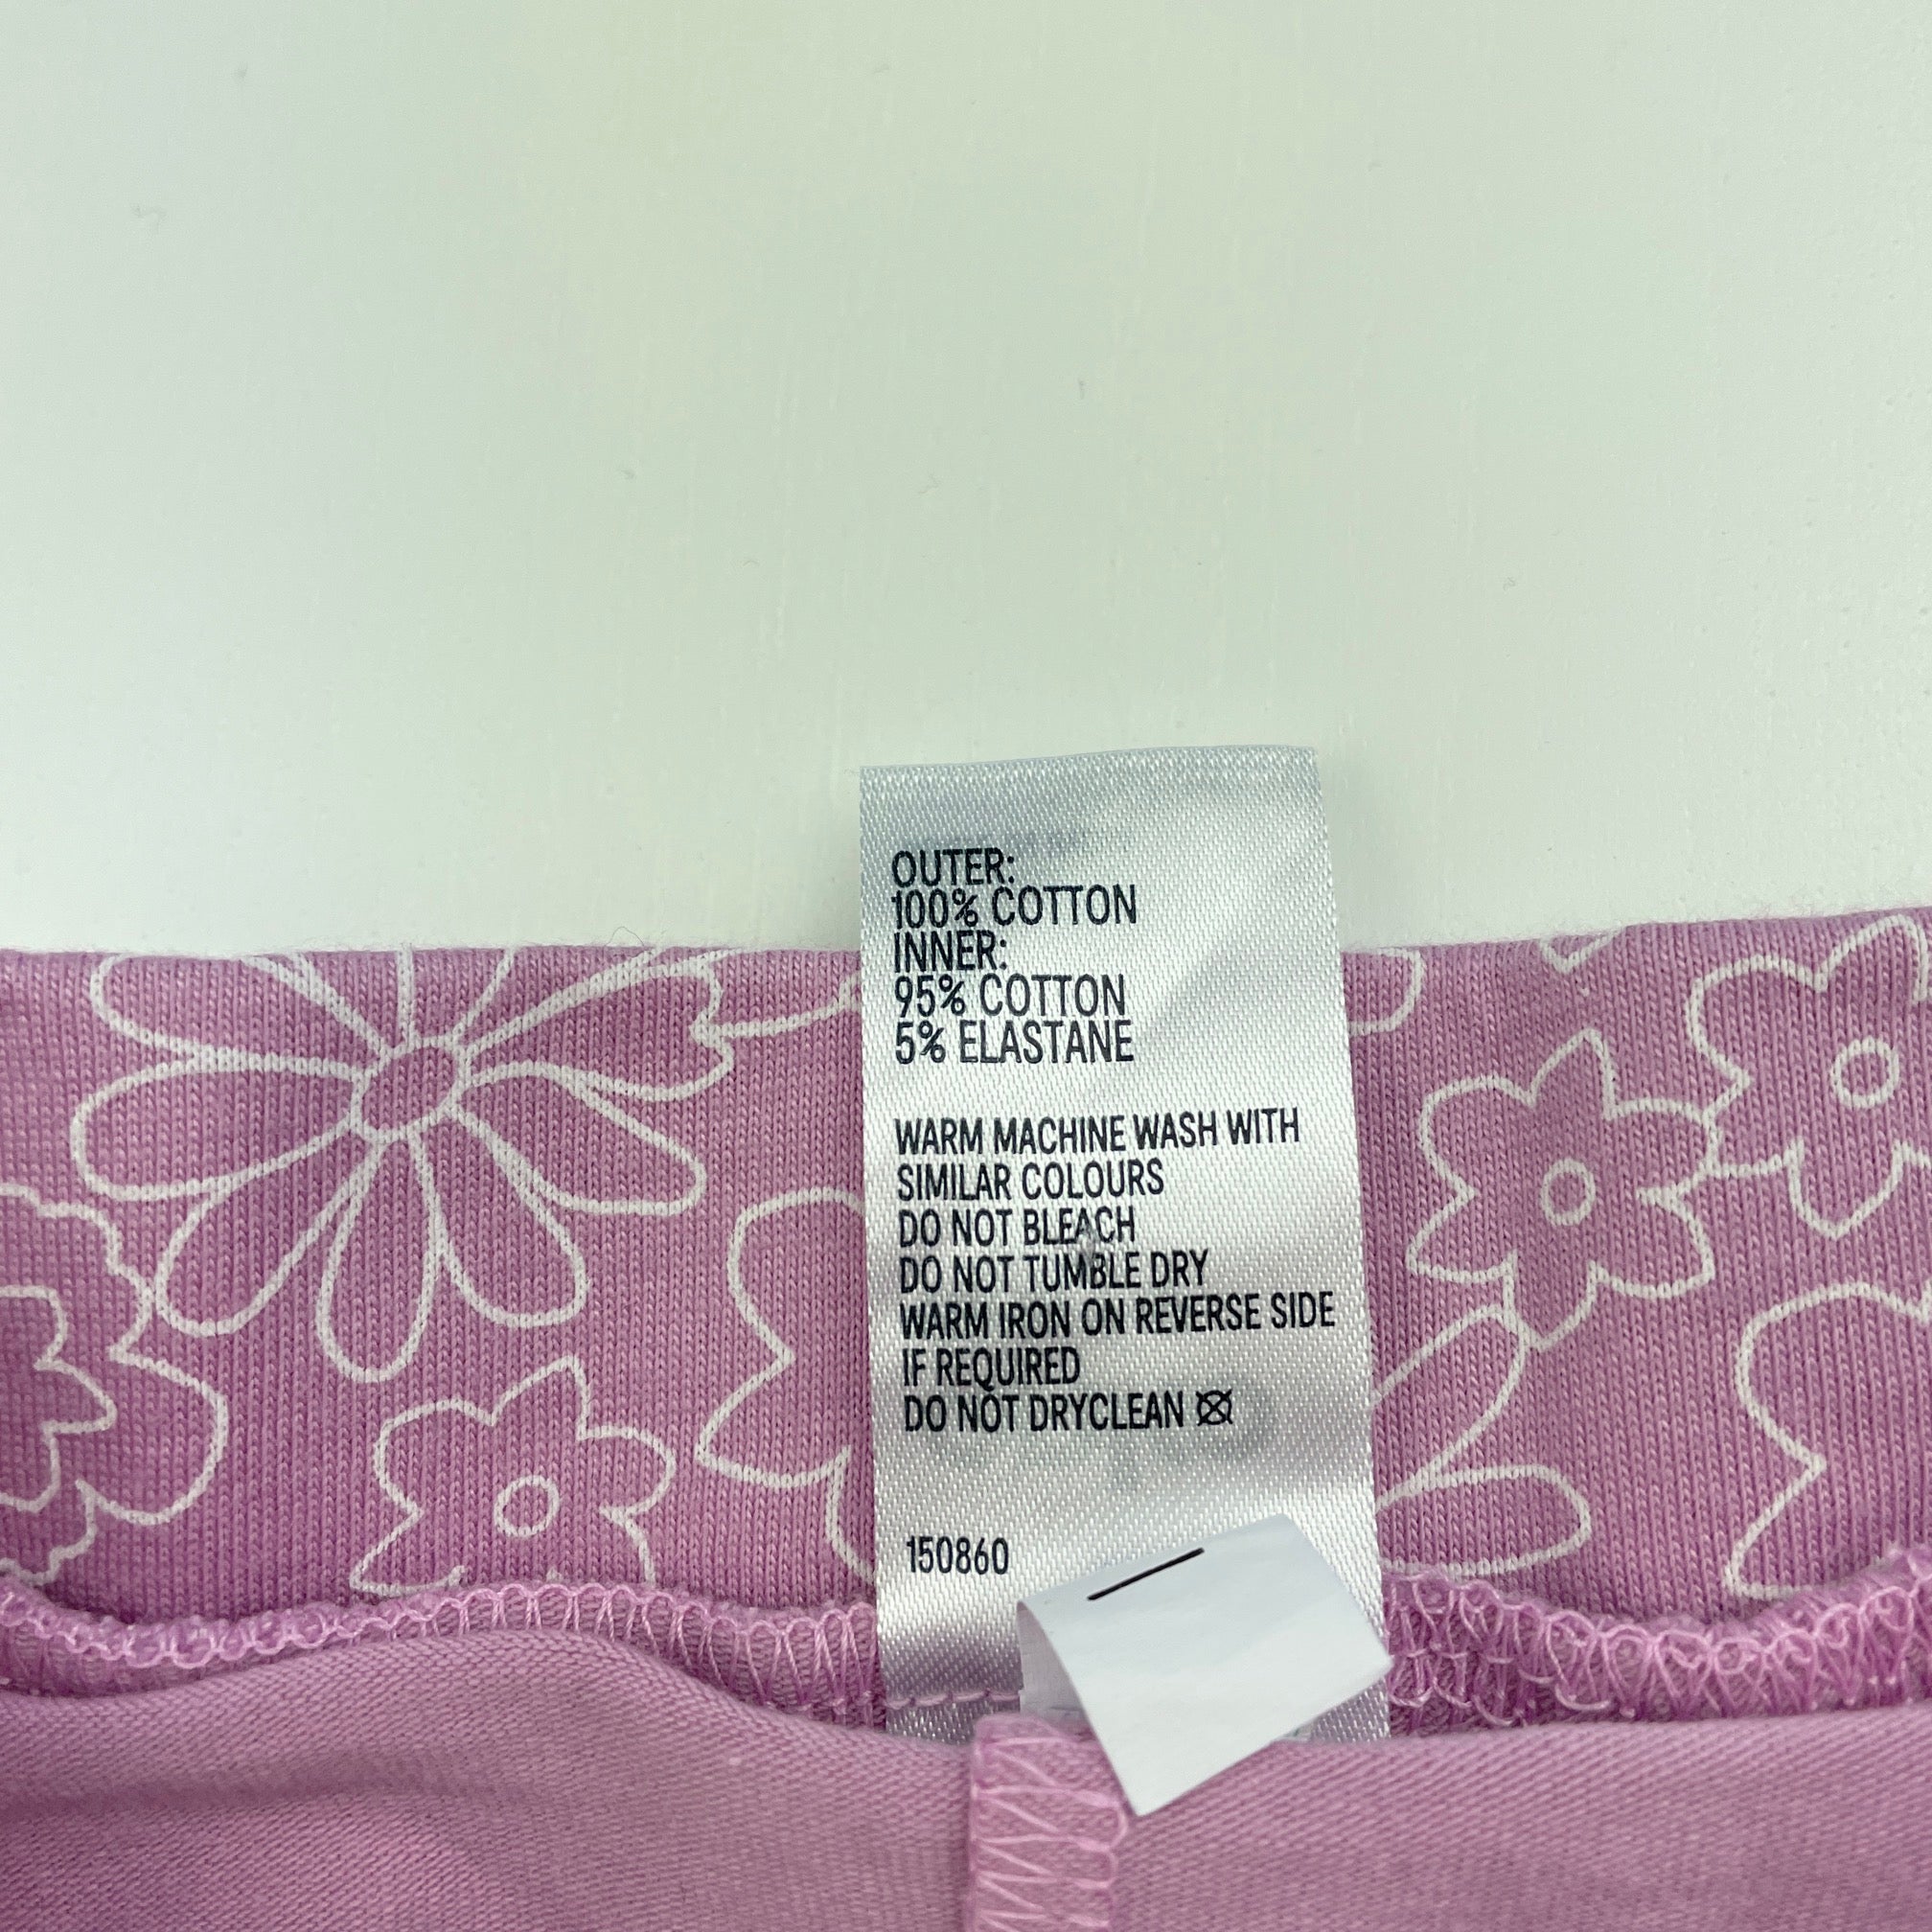 OUTER:
100% COTTON
INNER:
95% COTTON
5% ELASTANE
WARM MACHINE WASH WITH
SIMILAR COLOURS
DO NOT BLEACH
DO NOT TUMBLE DRY
WARM IRON ON REVERSE SIDE
IF REQUIRED
DO NOT DRYCLEAN
150860